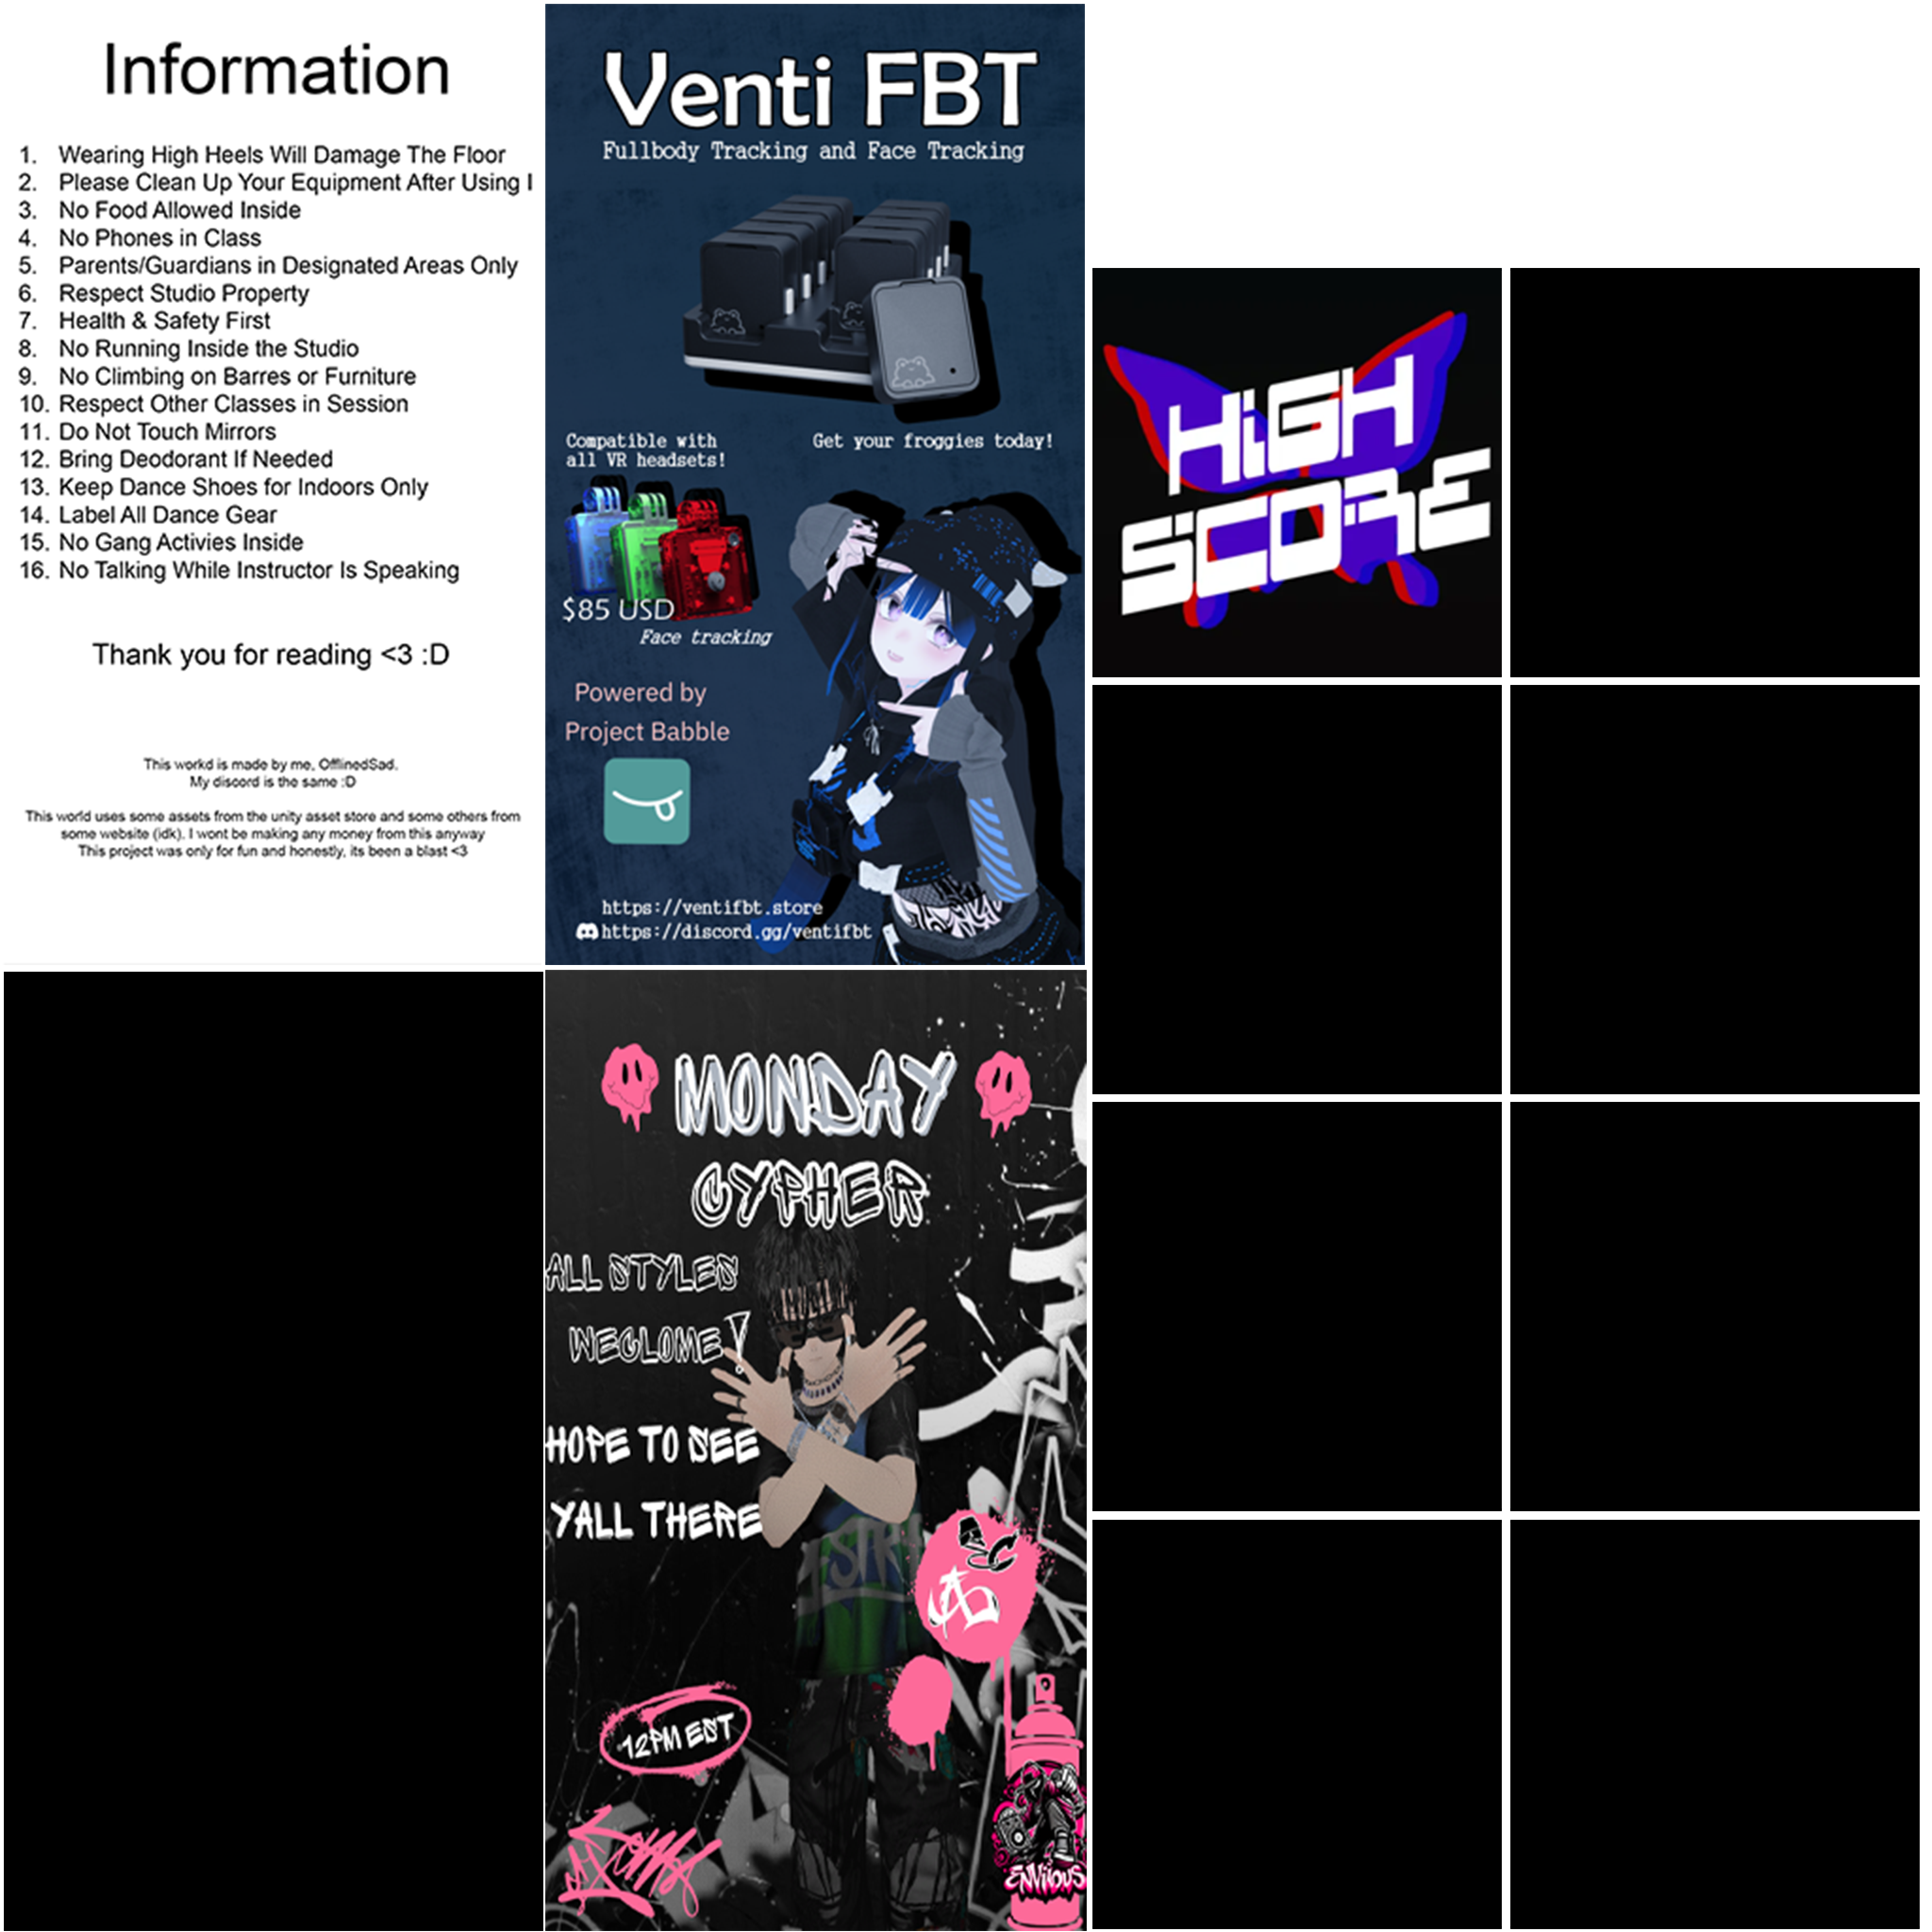 Information
1. Wearing High Heels Will Damage The Floor
2. Please Clean Up Your Equipment After Using I
3. No Food Allowed Inside
4. No Phones in Class
5. Parents/Guardians in Designated Areas Only
6. Respect Studio Property
7. Health & Safety First
8. No Running Inside the Studio
9. No Climbing on Barres or Furniture
10. Respect Other Classes in Session
11. Do Not Touch Mirrors
12. Bring Deodorant If Needed
13. Keep Dance Shoes for Indoors Only
14. Label All Dance Gear
15. No Gang Activies Inside
16. No Talking While Instructor Is Speaking
Thank you for reading <3 :D
This workd is made by me, OfflinedSad.
My discord is the same :D
This world uses some assets from the unity asset store and some others from
some website (idk). I wont be making any money from this anyway
This project was only for fun and honestly, its been a blast <3
Venti FBT
Fullbody Tracking and Face Tracking
Compatible with
all VR headsets!
Get your froggies today!
$85 USD
Face tracking
Powered by
Project Babble
https://ventifbt.store
https://discord.gg/ventifbt
HiGH
SCORE
MONDAY
CYPHER
ALL STYLES
WEGLOME!
HOPE TO SEE
YALL THERE
12PM EST
ENViiOUS